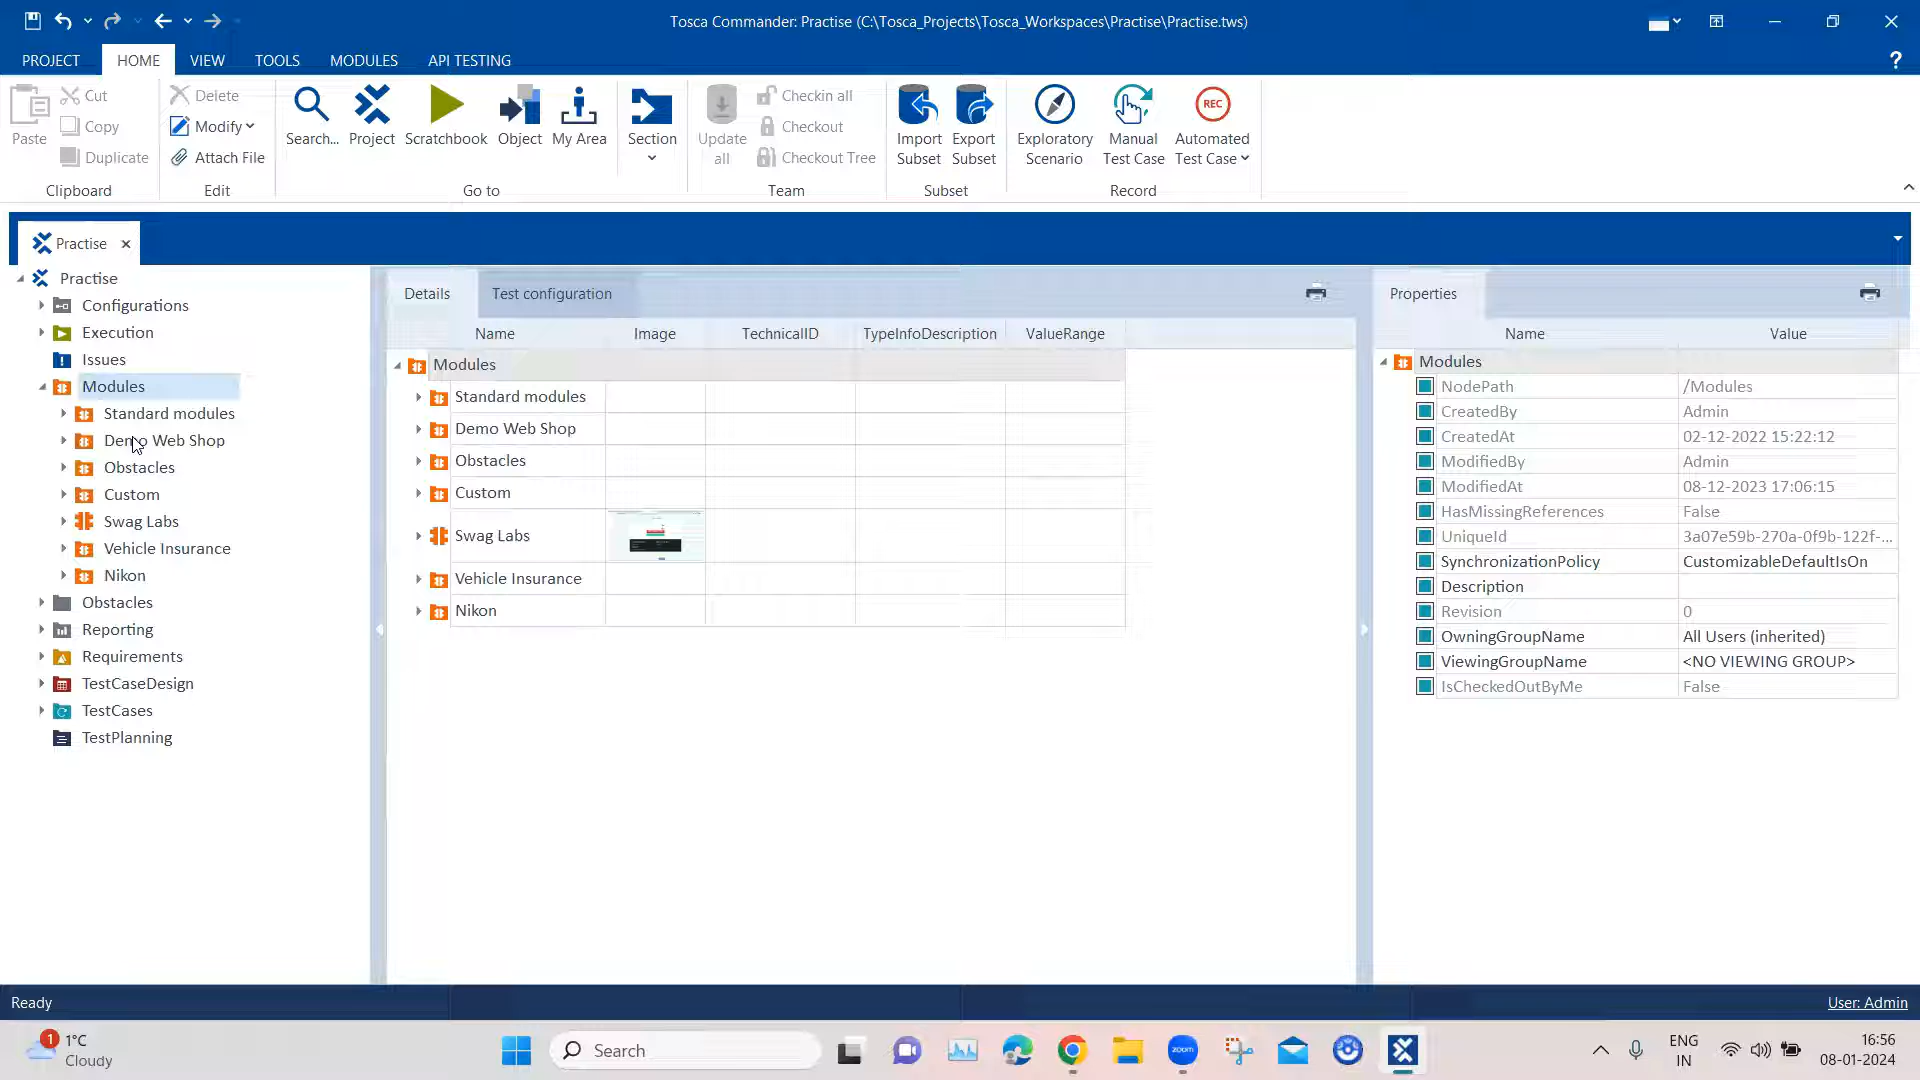 Tosca Commander: Practise (C:\Tosca_Projects\Tosca_Workspaces\Practise\Practise.tws)
PROJECT HOME VIEW TOOLS MODULES API TESTING ?
Paste Cut Copy Duplicate Clipboard
Delete Modify Attach File Edit
Search... Project Scratchbook Object My Area Go to
Section
Update all Checkin all Checkout Checkout Tree Team
Import Subset Export Subset Subset
Exploratory Scenario Manual Test Case REC Automated Test Case Record
Practise
Practise
Configurations
Execution
Issues
Modules
Standard modules
Demo Web Shop
Obstacles
Custom
Swag Labs
Vehicle Insurance
Nikon
Obstacles
Reporting
Requirements
TestCaseDesign
TestCases
TestPlanning
Details Test configuration
Name Image TechnicalID TypeInfoDescription ValueRange
Modules
Standard modules
Demo Web Shop
Obstacles
Custom
Swag Labs
Vehicle Insurance
Nikon
Properties
Name Value
Modules
NodePath /Modules
CreatedBy Admin
CreatedAt 02-12-2022 15:22:12
ModifiedBy Admin
ModifiedAt 08-12-2023 17:06:15
HasMissingReferences False
UniqueId 3a07e59b-270a-0f9b-122f-...
SynchronizationPolicy CustomizableDefaultIsOn
Description
Revision 0
OwningGroupName All Users (inherited)
ViewingGroupName <NO VIEWING GROUP>
IsCheckedOutByMe False
Ready User: Admin
1 1°C
Cloudy
Search
zoom
ENG
IN
16:56
08-01-2024